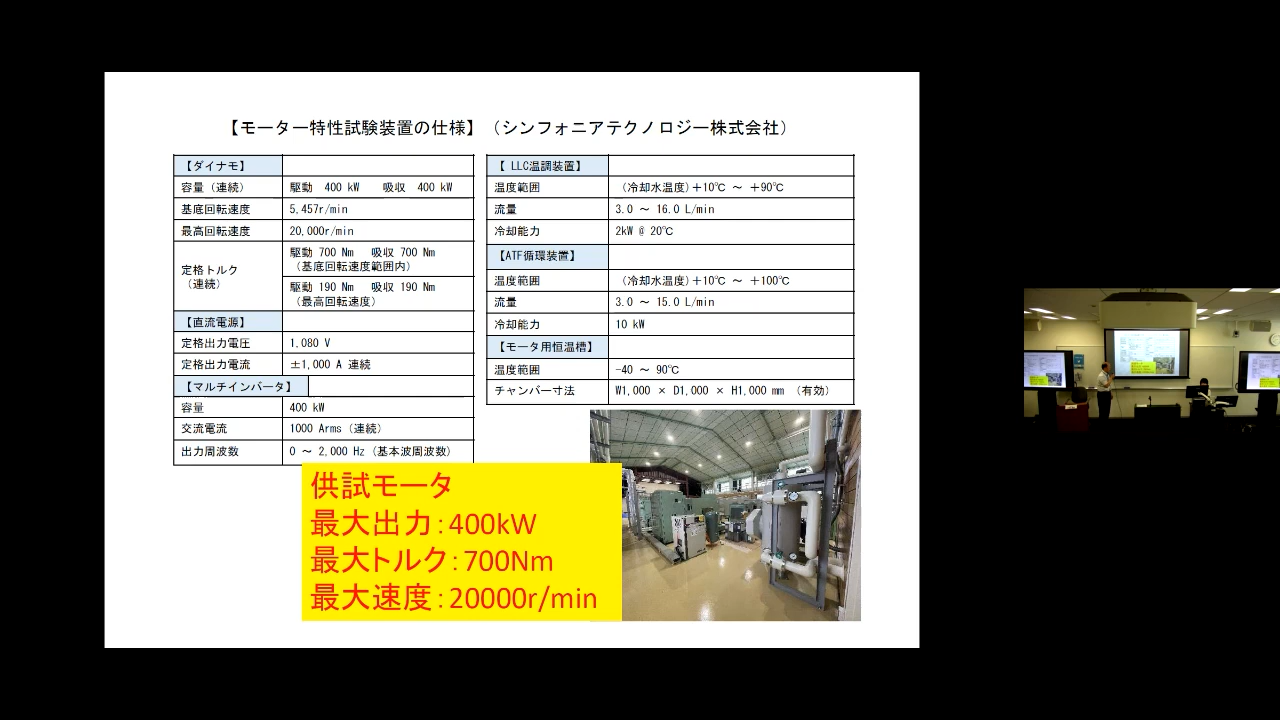 【モーター特性試験装置の仕様】（シンフォニアテクノロジー株式会社）
【ダイナモ】
容量（連続） 駆動 400 kW 吸収 400 kW
基底回転速度 5,457r/min
最高回転速度 20,000r/min
定格トルク
（連続）
駆動 700 Nm 吸収 700 Nm
（基底回転速度範囲内）
駆動 190 Nm 吸収 190 Nm
（最高回転速度）
【直流電源】
定格出力電圧 1,080 V
定格出力電流 ±1,000 A 連続
【マルチインバータ】
容量 400 kW
交流電流 1000 Arms（連続）
出力周波数 0 ～ 2,000 Hz（基本波周波数）
【 LLC温調装置】
温度範囲 （冷却水温度）＋10℃ ～ ＋90℃
流量 3.0 ～ 16.0 L/min
冷却能力 2kW @ 20℃
【ATF循環装置】
温度範囲 （冷却水温度）＋10℃ ～ ＋100℃
流量 3.0 ～ 15.0 L/min
冷却能力 10 kW
【モータ用恒温槽】
温度範囲 -40 ～ 90℃
チャンバー寸法 W1,000 × D1,000 × H1,000 mm （有効）
供試モータ
最大出力：400kW
最大トルク：700Nm
最大速度：20000r/min